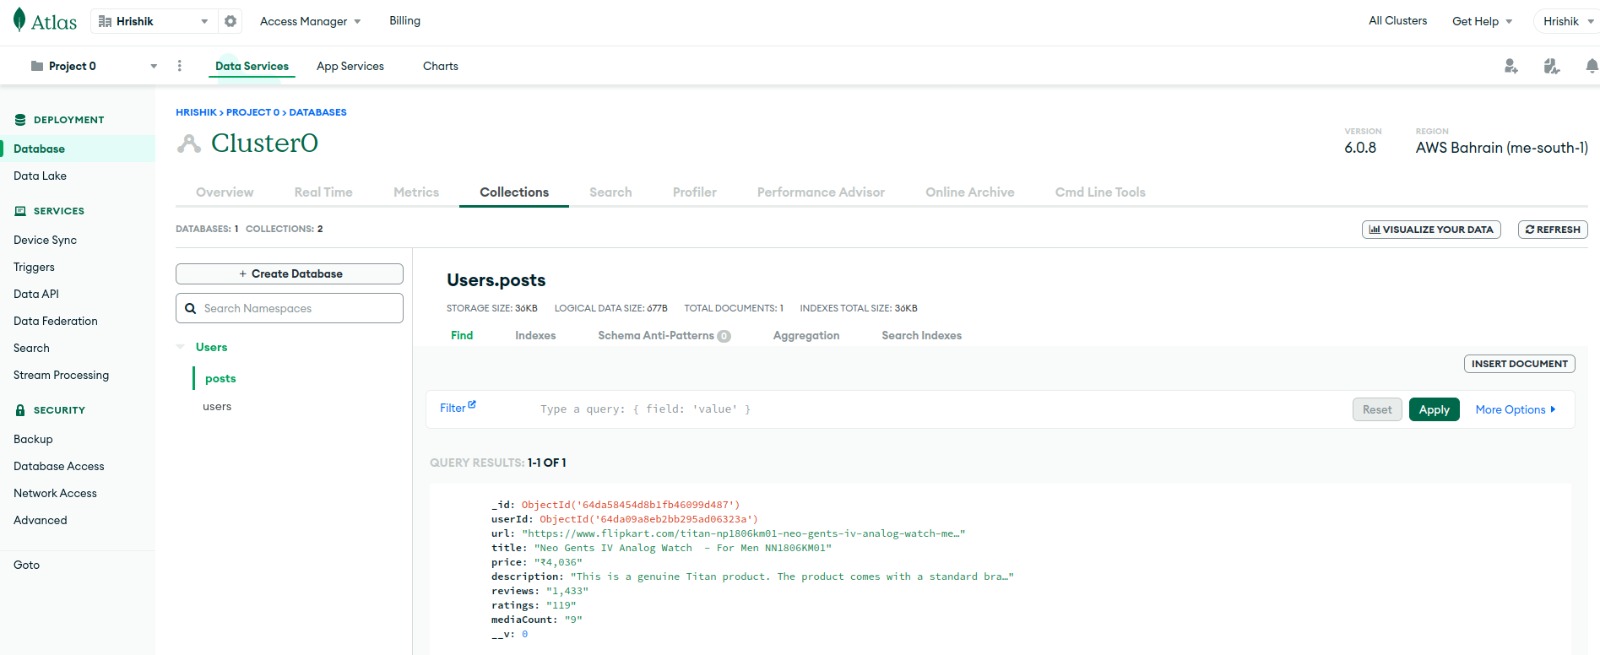 Atlas Hrishik Access Manager Billing All Clusters Get Help Hrishik
Project 0 Data Services App Services Charts
DEPLOYMENT
Database
Data Lake
SERVICES
Device Sync
Triggers
Data API
Data Federation
Search
Stream Processing
SECURITY
Backup
Database Access
Network Access
Advanced
Goto
HRISHIK > PROJECT 0 > DATABASES
Cluster0
VERSION
6.0.8
REGION
AWS Bahrain (me-south-1)
Overview Real Time Metrics Collections Search Profiler Performance Advisor Online Archive Cmd Line Tools
DATABASES: 1 COLLECTIONS: 2
VISUALIZE YOUR DATA REFRESH
+ Create Database
Search Namespaces
Users
posts
users
Users.posts
STORAGE SIZE: 36KB LOGICAL DATA SIZE: 677B TOTAL DOCUMENTS: 1 INDEXES TOTAL SIZE: 36KB
Find Indexes Schema Anti-Patterns 0 Aggregation Search Indexes
INSERT DOCUMENT
Filter Type a query: { field: 'value' } Reset Apply More Options
QUERY RESULTS: 1-1 OF 1
_id: ObjectId('64da58454d8b1fb46099d487')
userId: ObjectId('64da09a8eb2bb295ad06323a')
url: "https://www.flipkart.com/titan-np1806km01-neo-gents-iv-analog-watch-me…"
title: "Neo Gents IV Analog Watch  - For Men NN1806KM01"
price: "₹4,036"
description: "This is a genuine Titan product. The product comes with a standard bra…"
reviews: "1,433"
ratings: "119"
mediaCount: "9"
__v: 0